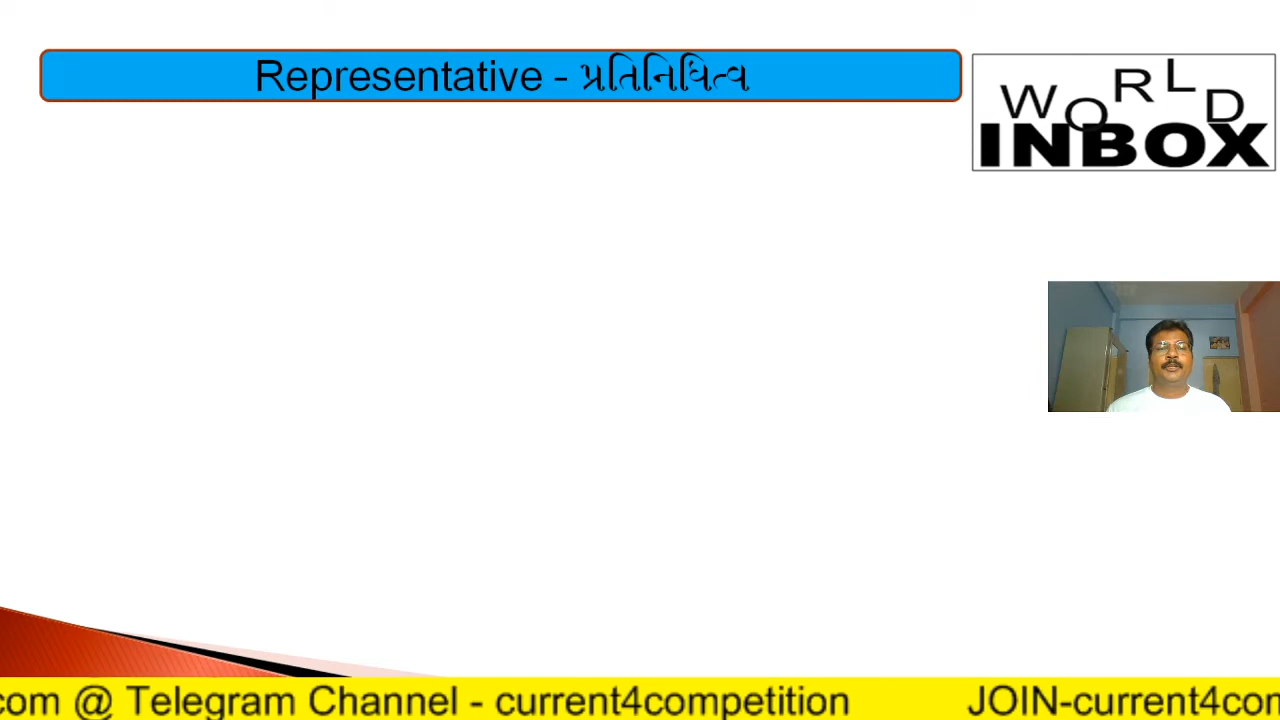 Representative - પ્રતિનિધિત્વ
WORLD
INBOX
com @ Telegram Channel - current4competition JOIN-current4com